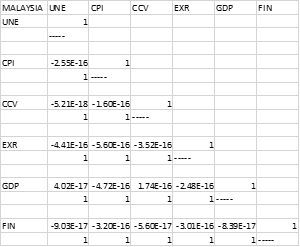 MALAYSIA UNE CPI CCV EXR GDP FIN
UNE 1
-----
CPI -2.55E-16 1
1 -----
CCV -5.21E-18 -1.60E-16 1
1 1 -----
EXR -4.41E-16 -5.60E-16 -3.52E-16 1
1 1 1 -----
GDP 4.02E-17 -4.72E-16 1.74E-16 -2.48E-16 1
1 1 1 1 -----
FIN -9.03E-17 -3.20E-16 -5.60E-17 -3.01E-16 -8.39E-17 1
1 1 1 1 1 -----